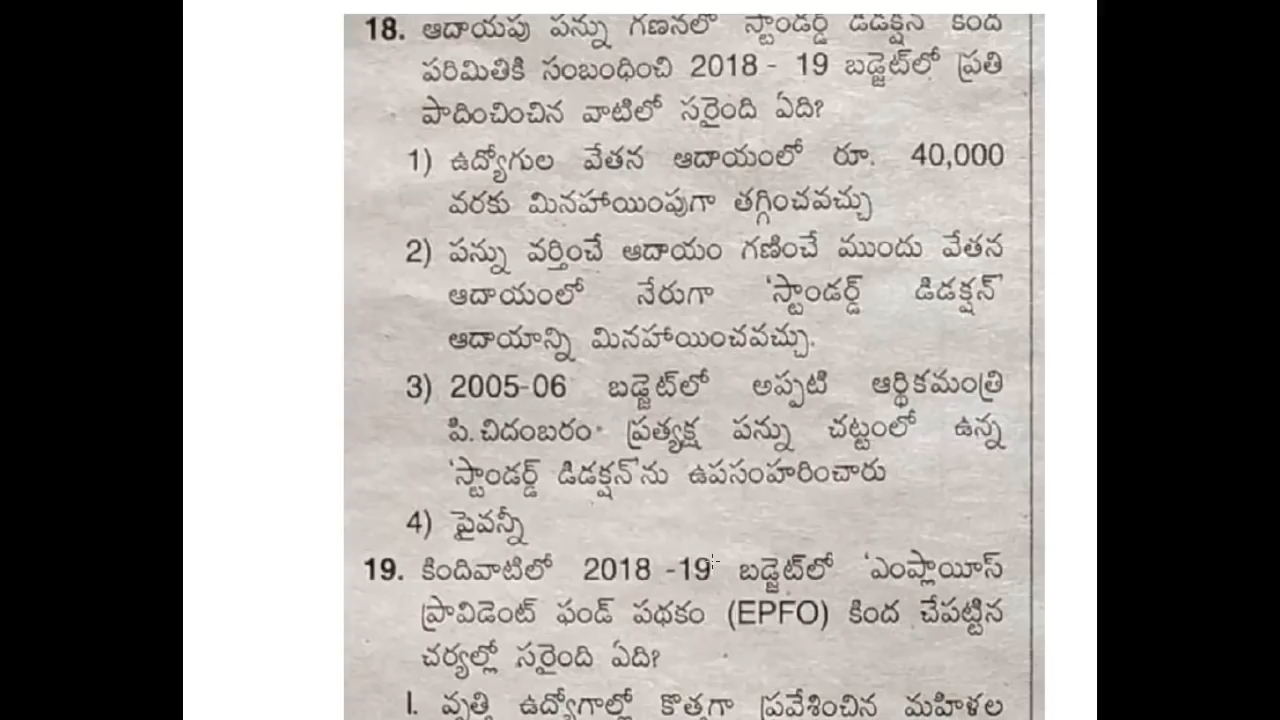 18. ఆదాయపు పన్ను గణనలో స్టాండర్డ్ డిడక్షన్ కింద
పరిమితికి సంబంధించి 2018 - 19 బడ్జెట్‌లో ప్రతి
పాదించించిన వాటిలో సరైంది ఏది?
1) ఉద్యోగుల వేతన ఆదాయంలో రూ. 40,000
వరకు మినహాయింపుగా తగ్గించవచ్చు
2) పన్ను వర్తించే ఆదాయం గణించే ముందు వేతన
ఆదాయంలో నేరుగా 'స్టాండర్డ్ డిడక్షన్'
ఆదాయాన్ని మినహాయించవచ్చు.
3) 2005-06 బడ్జెట్‌లో అప్పటి ఆర్థికమంత్రి
పి.చిదంబరం ప్రత్యక్ష పన్ను చట్టంలో ఉన్న
'స్టాండర్డ్ డిడక్షన్'ను ఉపసంహరించారు
4) పైవన్నీ
19. కిందివాటిలో 2018 -19 బడ్జెట్‌లో 'ఎంప్లాయీస్
ప్రావిడెంట్ ఫండ్ పథకం (EPFO) కింద చేపట్టిన
చర్యల్లో సరైంది ఏది?
I. వృత్తి ఉద్యోగాల్లో కొత్తగా ప్రవేశించిన మహిళల